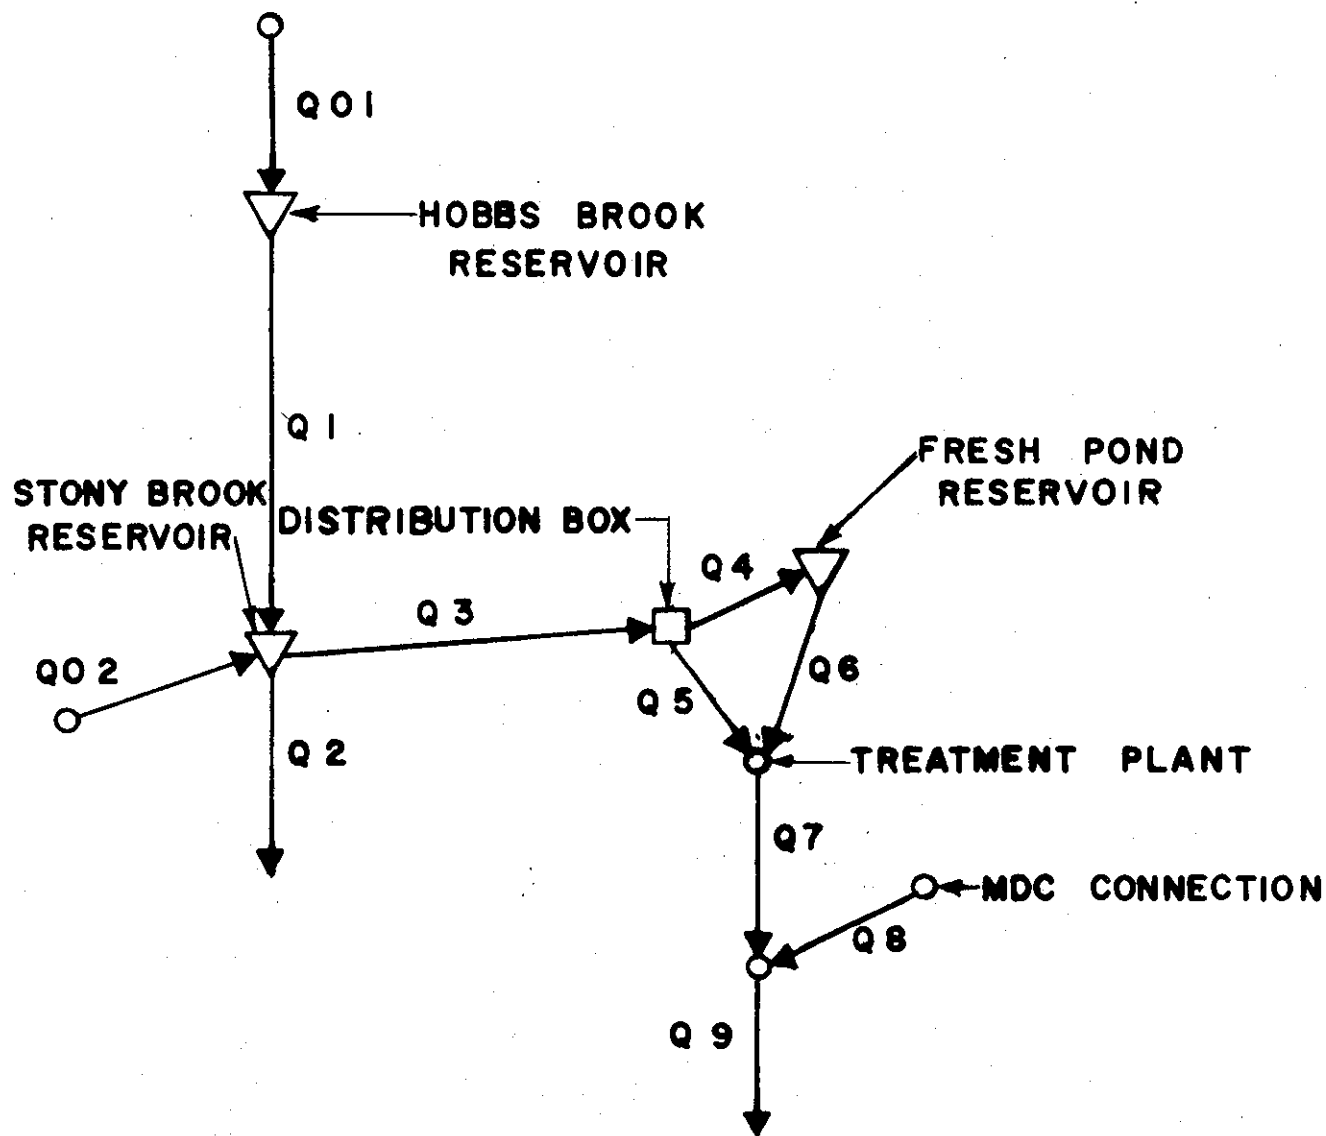 Q01
HOBBS BROOK
RESERVOIR
Q1
FRESH POND
RESERVOIR
STONY BROOK
RESERVOIR
DISTRIBUTION BOX
Q4
Q3
Q02
Q6
Q5
Q2
TREATMENT PLANT
Q7
MDC CONNECTION
Q8
Q9